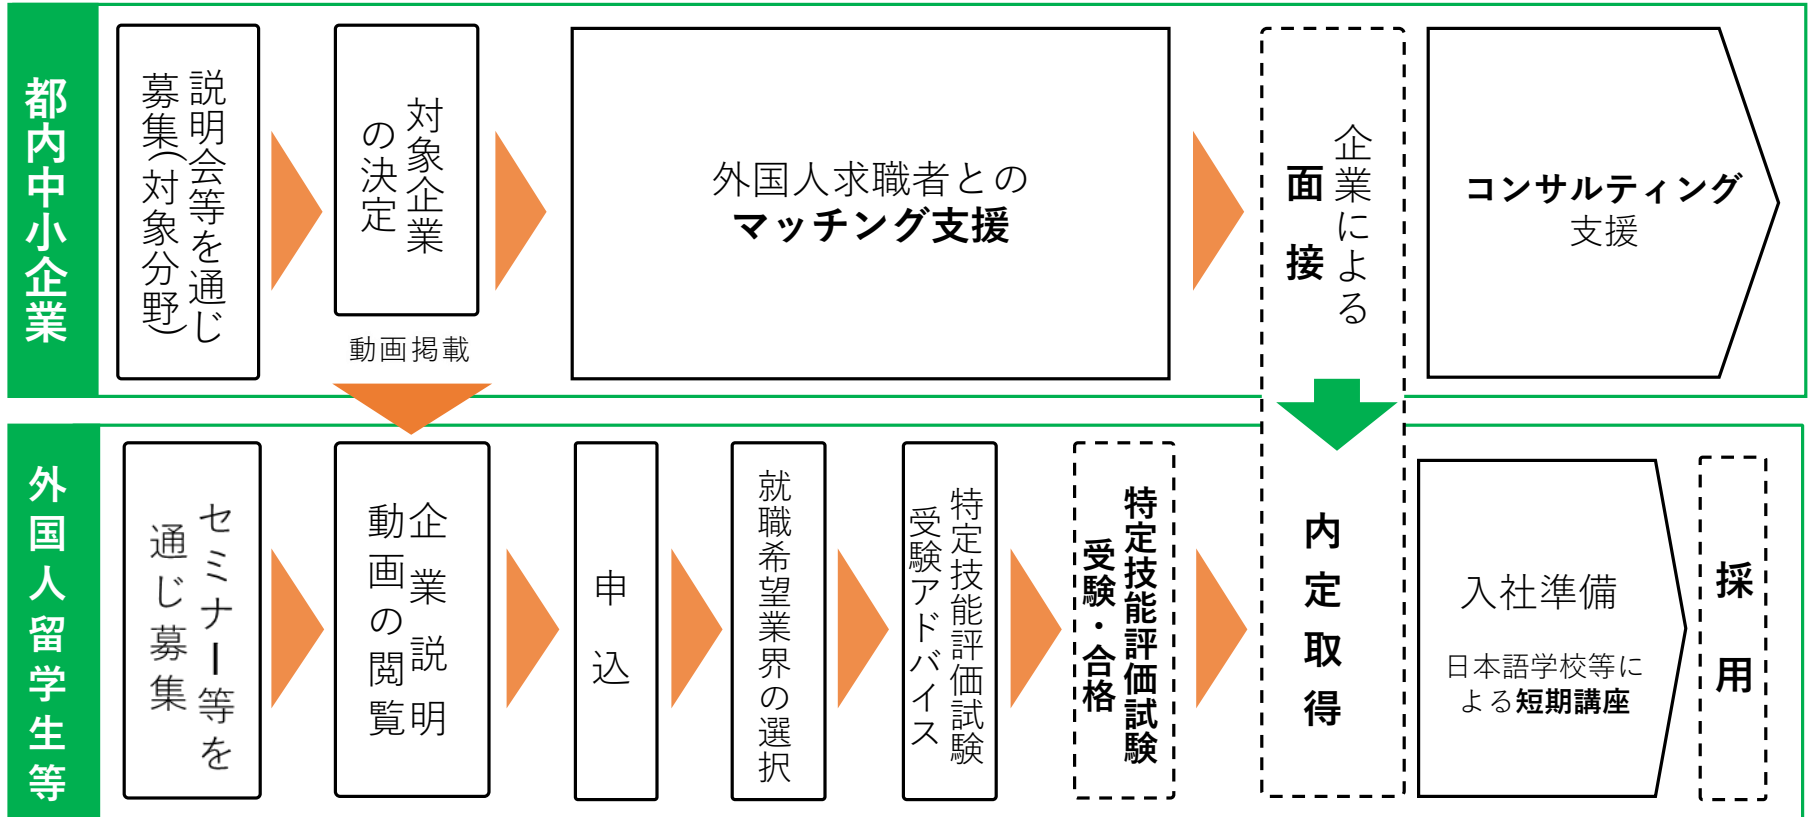 都内中小企業
説明会等を通じ
募集(対象分野)
対象企業
の決定
動画掲載
外国人求職者との
マッチング支援
企業による
面接
コンサルティング
支援
外国人留学生等
セミナー等を
通じ募集
企業説明
動画の閲覧
申込
就職希望業界の選択
特定技能評価試験
受験アドバイス
特定技能評価試験
受験・合格
内定取得
入社準備
日本語学校等に
よる短期講座
採用